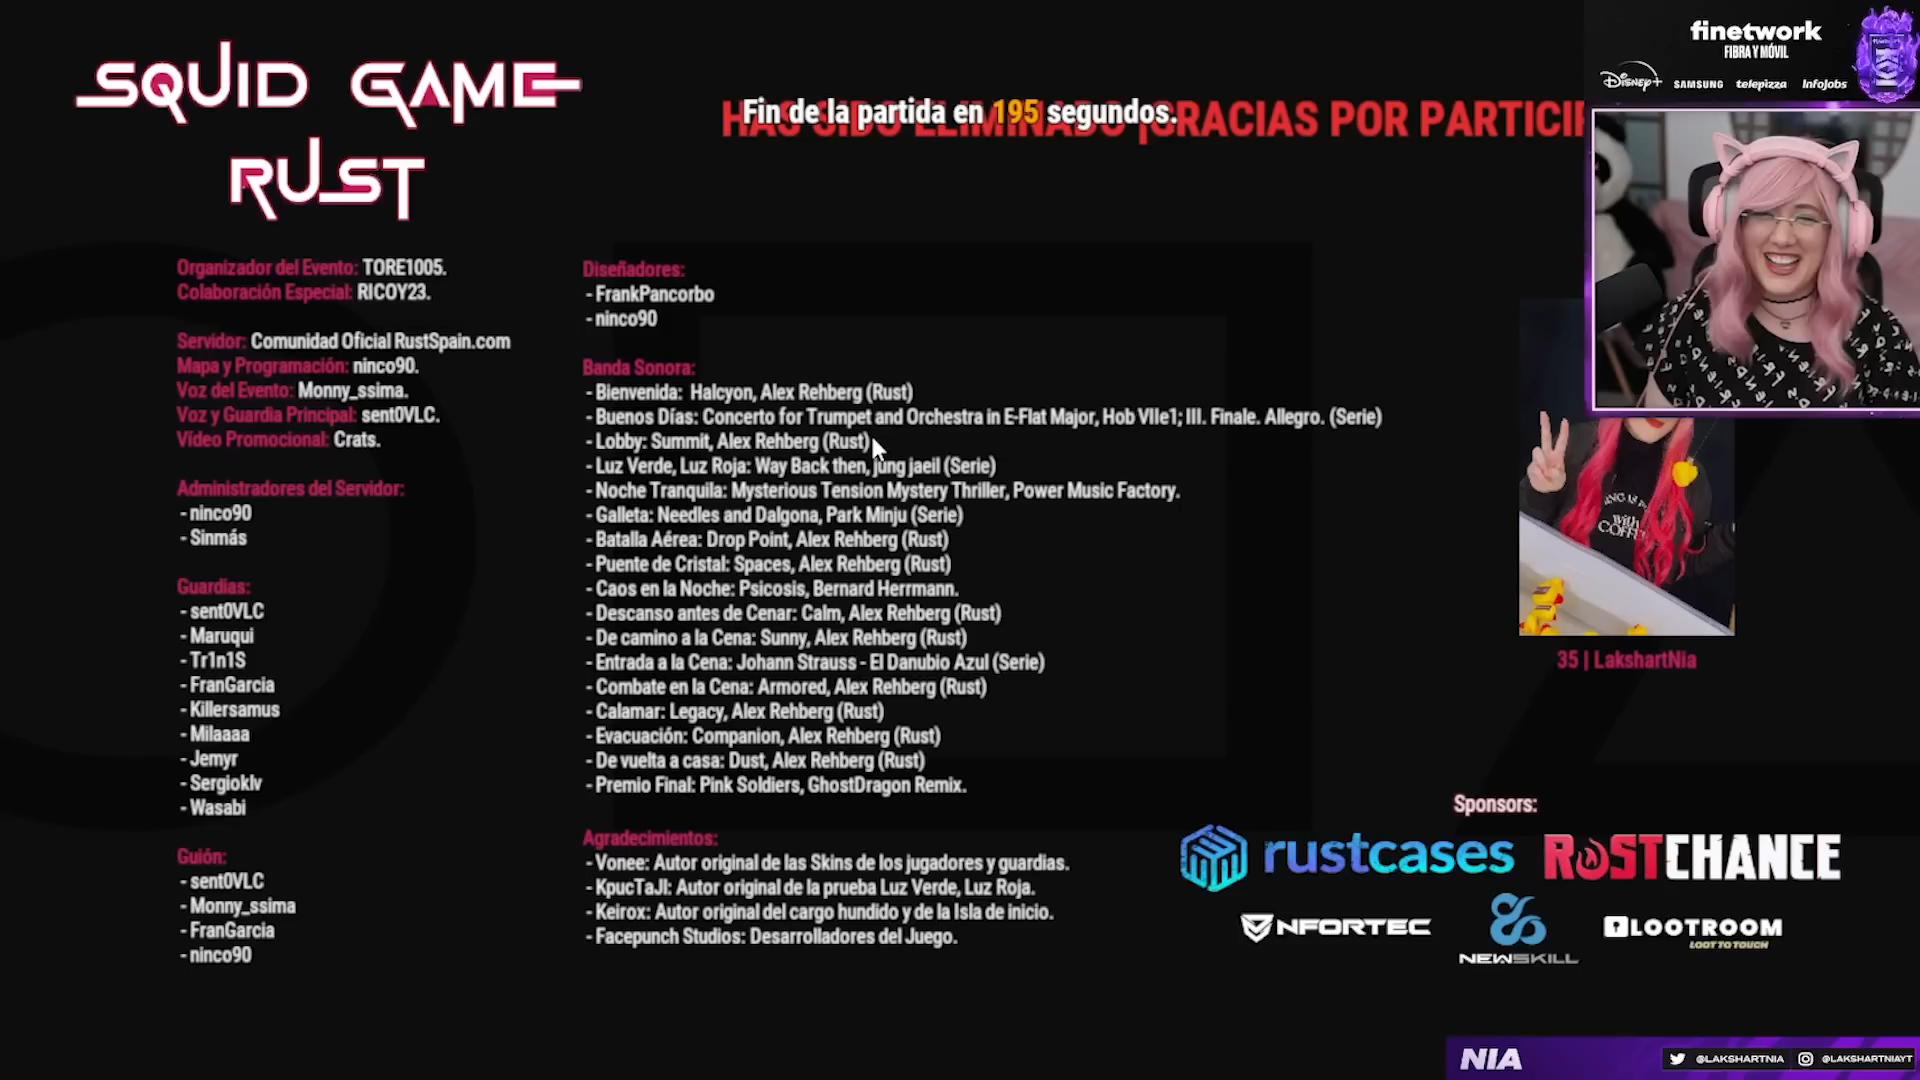 SQUID GAME
RUST
Fin de la partida en 195 segundos.
HAS SIDO ELIMINADO ¡GRACIAS POR PARTICI
finetwork
FIBRA Y MÓVIL
Disney+ SAMSUNG telepizza InfoJobs
Organizador del Evento: TORE1005.
Colaboración Especial: RICOY23.
Servidor: Comunidad Oficial RustSpain.com
Mapa y Programación: ninco90.
Voz del Evento: Monny_ssima.
Voz y Guardia Principal: sent0VLC.
Vídeo Promocional: Crats.
Administradores del Servidor:
- ninco90
- Sinmás
Guardias:
- sent0VLC
- Maruqui
- Tr1n1S
- FranGarcia
- Killersamus
- Milaaaa
- Jemyr
- Sergioklv
- Wasabi
Guión:
- sent0VLC
- Monny_ssima
- FranGarcia
- ninco90
Diseñadores:
- FrankPancorbo
- ninco90
Banda Sonora:
- Bienvenida: Halcyon, Alex Rehberg (Rust)
- Buenos Días: Concerto for Trumpet and Orchestra in E-Flat Major, Hob VIIe1; III. Finale. Allegro. (Serie)
- Lobby: Summit, Alex Rehberg (Rust)
- Luz Verde, Luz Roja: Way Back then, jung jaeil (Serie)
- Noche Tranquila: Mysterious Tension Mystery Thriller, Power Music Factory.
- Galleta: Needles and Dalgona, Park Minju (Serie)
- Batalla Aérea: Drop Point, Alex Rehberg (Rust)
- Puente de Cristal: Spaces, Alex Rehberg (Rust)
- Caos en la Noche: Psicosis, Bernard Herrmann.
- Descanso antes de Cenar: Calm, Alex Rehberg (Rust)
- De camino a la Cena: Sunny, Alex Rehberg (Rust)
- Entrada a la Cena: Johann Strauss - El Danubio Azul (Serie)
- Combate en la Cena: Armored, Alex Rehberg (Rust)
- Calamar: Legacy, Alex Rehberg (Rust)
- Evacuación: Companion, Alex Rehberg (Rust)
- De vuelta a casa: Dust, Alex Rehberg (Rust)
- Premio Final: Pink Soldiers, GhostDragon Remix.
Agradecimientos:
- Vonee: Autor original de las Skins de los jugadores y guardias.
- KpucTaJl: Autor original de la prueba Luz Verde, Luz Roja.
- Keirox: Autor original del cargo hundido y de la Isla de inicio.
- Facepunch Studios: Desarrolladores del Juego.
with
COFFE
35 | LakshartNia
Sponsors:
rustcases RUSTCHANCE
NFORTEC
NEWSKILL
LOOTROOM
LOOT TO TOUCH
NIA
@LAKSHARTNIA @LAKSHARTNIAYT